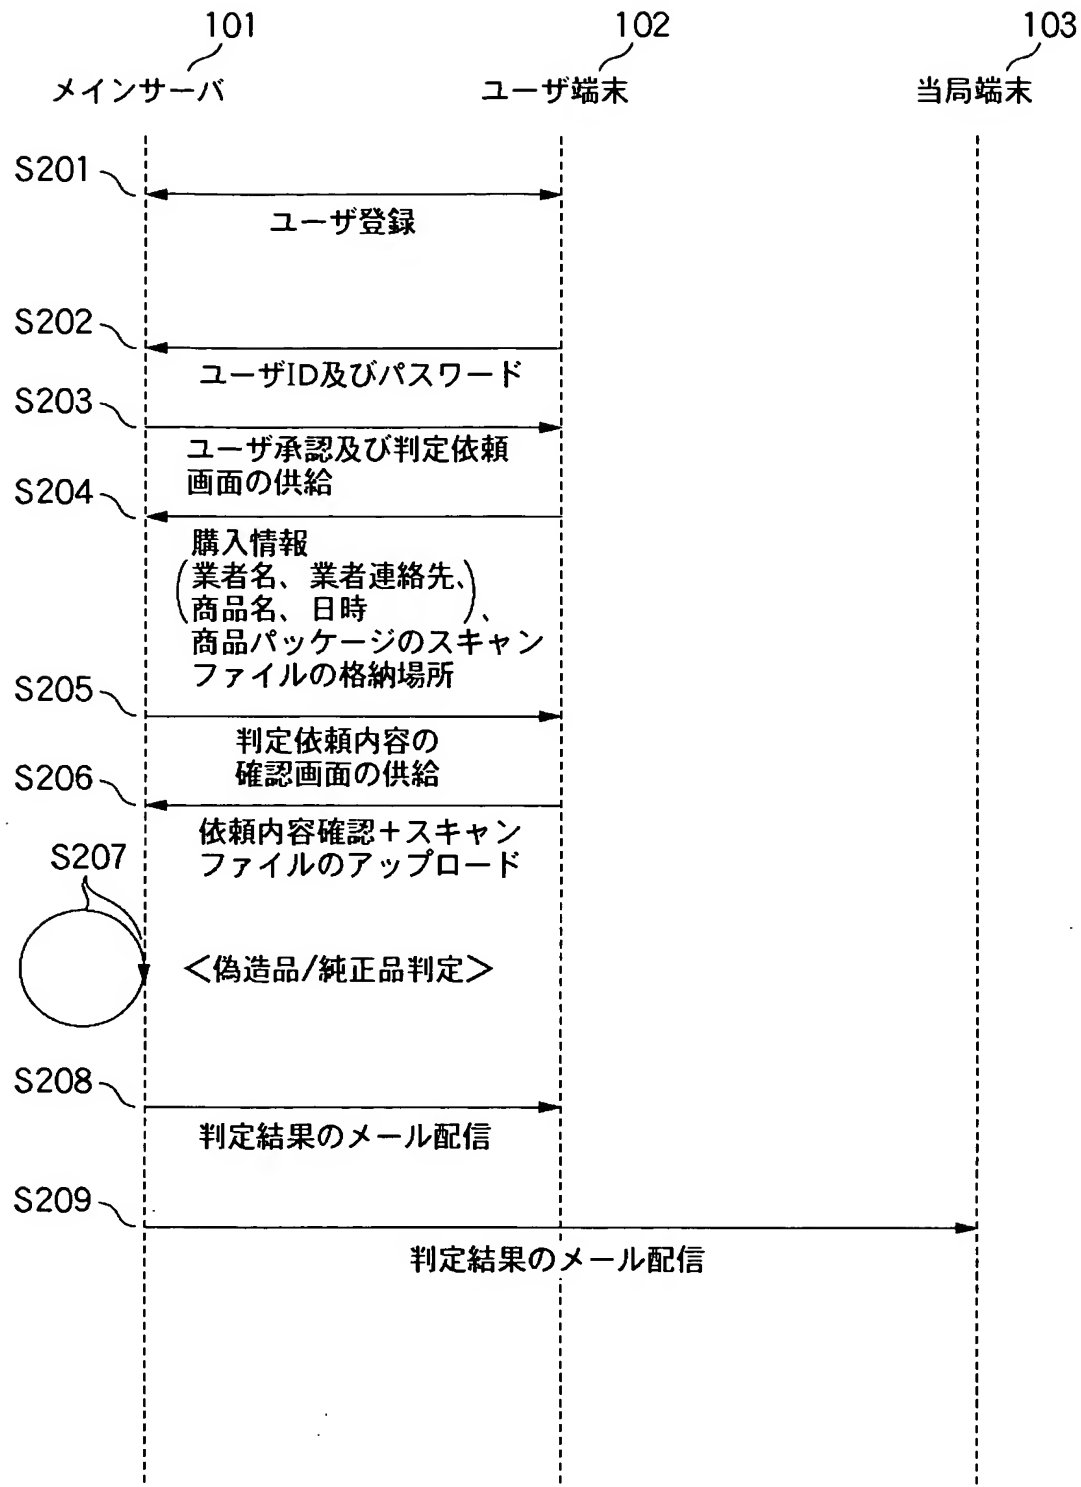 101
102
103
メインサーバ
ユーザ端末
当局端末
S201
ユーザ登録
S202
ユーザID及びパスワード
S203
ユーザ承認及び判定依頼
画面の供給
S204
購入情報
(業者名、業者連絡先、
商品名、日時)、
商品パッケージのスキャン
ファイルの格納場所
S205
判定依頼内容の
確認画面の供給
S206
依頼内容確認+スキャン
ファイルのアップロード
S207
<偽造品/純正品判定>
S208
判定結果のメール配信
S209
判定結果のメール配信